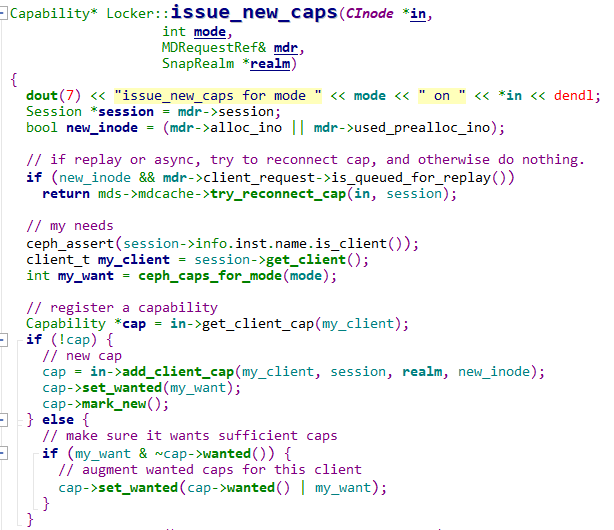 Capability* Locker::issue_new_caps(CInode *in,
                   int mode,
                   MDRequestRef& mdr,
                   SnapRealm *realm)
{
  dout(7) << "issue_new_caps for mode " << mode << " on " << *in << dendl;
  Session *session = mdr->session;
  bool new_inode = (mdr->alloc_ino || mdr->used_prealloc_ino);

  // if replay or async, try to reconnect cap, and otherwise do nothing.
  if (new_inode && mdr->client_request->is_queued_for_replay())
    return mds->mdcache->try_reconnect_cap(in, session);

  // my needs
  ceph_assert(session->info.inst.name.is_client());
  client_t my_client = session->get_client();
  int my_want = ceph_caps_for_mode(mode);

  // register a capability
  Capability *cap = in->get_client_cap(my_client);
  if (!cap) {
    // new cap
    cap = in->add_client_cap(my_client, session, realm, new_inode);
    cap->set_wanted(my_want);
    cap->mark_new();
  } else {
    // make sure it wants sufficient caps
    if (my_want & ~cap->wanted()) {
      // augment wanted caps for this client
      cap->set_wanted(cap->wanted() | my_want);
    }
  }